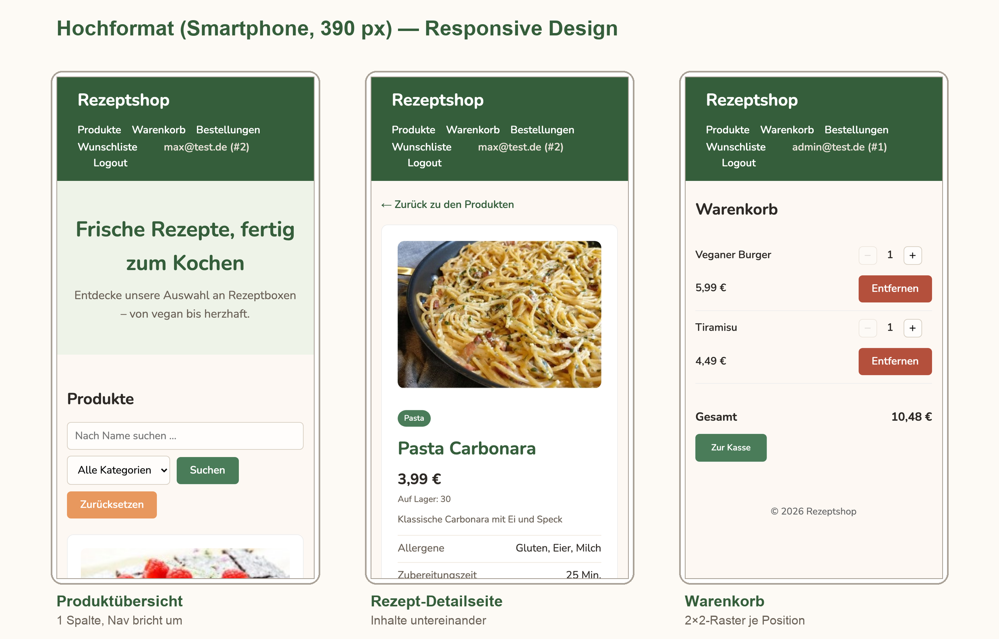 Hochformat (Smartphone, 390 px) — Responsive Design
Rezeptshop
Produkte Warenkorb Bestellungen
Wunschliste max@test.de (#2)
Logout
Frische Rezepte, fertig
zum Kochen
Entdecke unsere Auswahl an Rezeptboxen
– von vegan bis herzhaft.
Produkte
Nach Name suchen ...
Alle Kategorien Suchen
Zurücksetzen
Produktübersicht
1 Spalte, Nav bricht um
Rezeptshop
Produkte Warenkorb Bestellungen
Wunschliste max@test.de (#2)
Logout
← Zurück zu den Produkten
Pasta
Pasta Carbonara
3,99 €
Auf Lager: 30
Klassische Carbonara mit Ei und Speck
Allergene Gluten, Eier, Milch
Zubereitungszeit 25 Min.
Rezept-Detailseite
Inhalte untereinander
Rezeptshop
Produkte Warenkorb Bestellungen
Wunschliste admin@test.de (#1)
Logout
Warenkorb
Veganer Burger − 1 +
5,99 € Entfernen
Tiramisu − 1 +
4,49 € Entfernen
Gesamt 10,48 €
Zur Kasse
© 2026 Rezeptshop
Warenkorb
2×2-Raster je Position